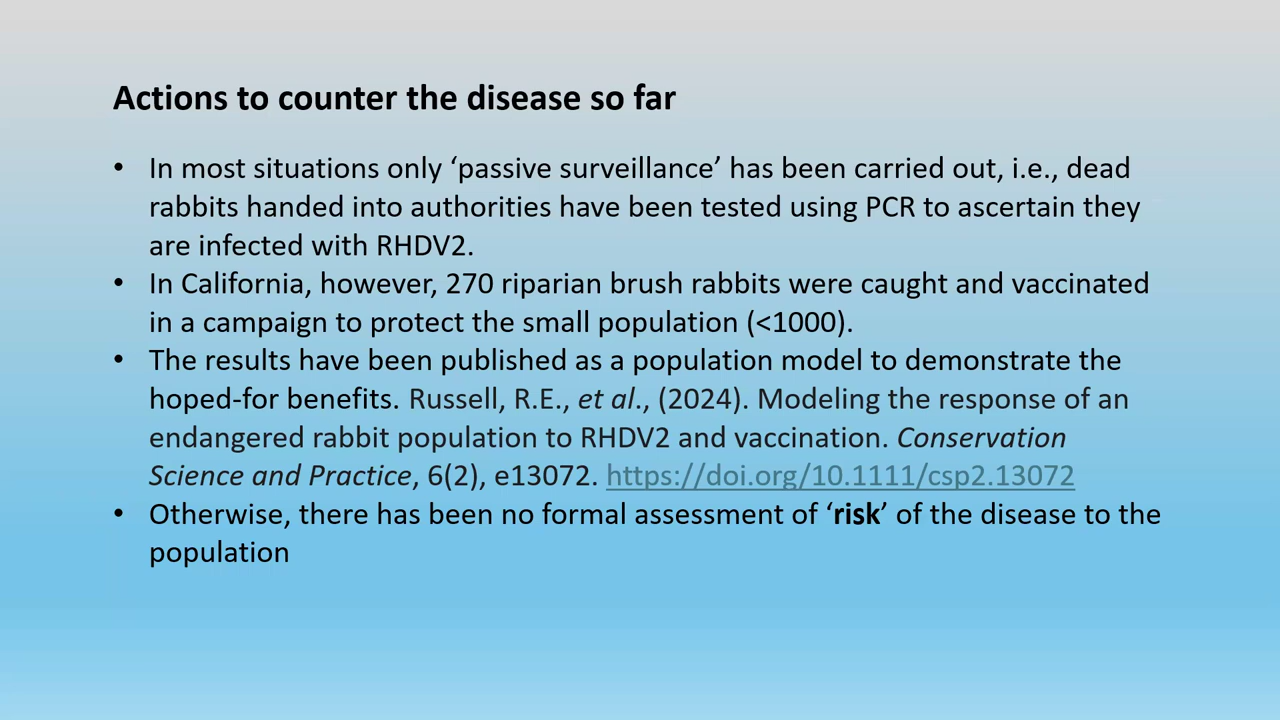 Actions to counter the disease so far
• In most situations only ‘passive surveillance’ has been carried out, i.e., dead
rabbits handed into authorities have been tested using PCR to ascertain they
are infected with RHDV2.
• In California, however, 270 riparian brush rabbits were caught and vaccinated
in a campaign to protect the small population (<1000).
• The results have been published as a population model to demonstrate the
hoped-for benefits. Russell, R.E., et al., (2024). Modeling the response of an
endangered rabbit population to RHDV2 and vaccination. Conservation
Science and Practice, 6(2), e13072. https://doi.org/10.1111/csp2.13072
• Otherwise, there has been no formal assessment of ‘risk’ of the disease to the
population